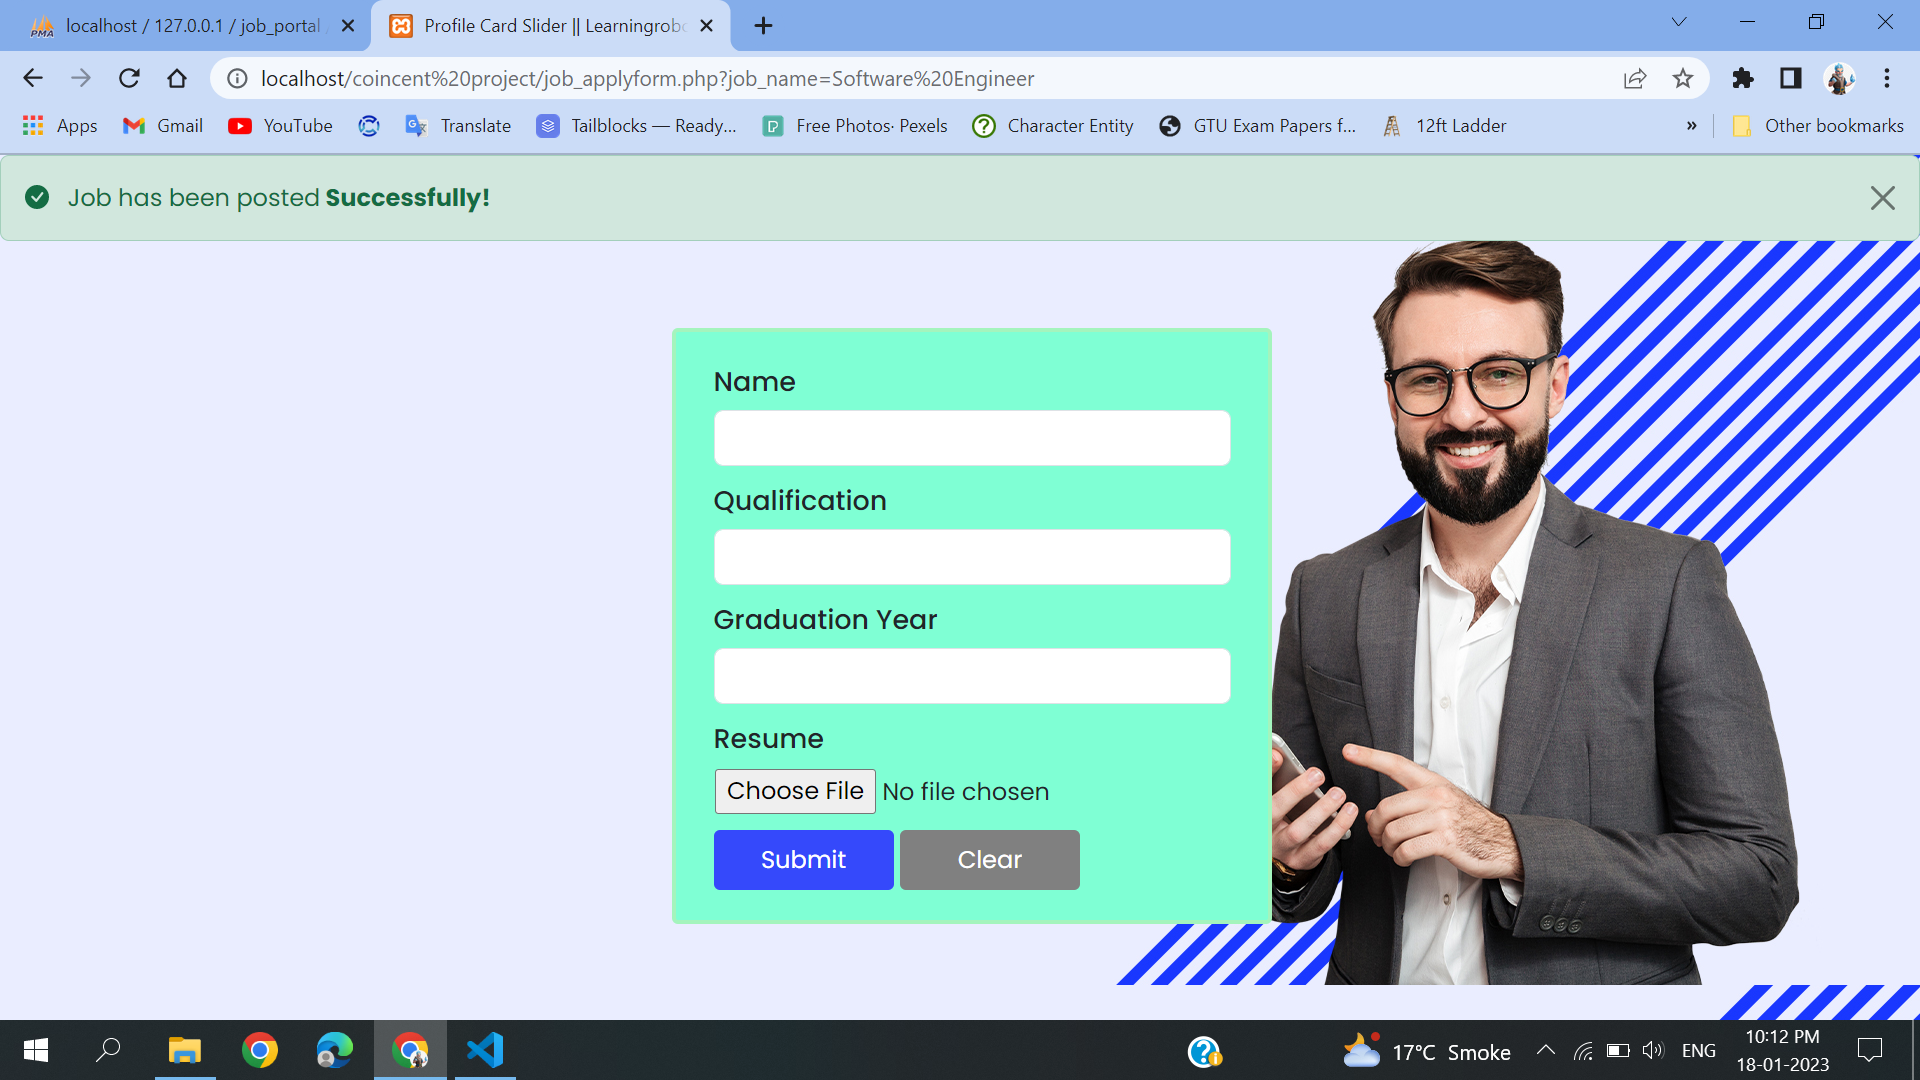 localhost / 127.0.0.1 / job_portal
Profile Card Slider || Learningrobo
localhost/coincent%20project/job_applyform.php?job_name=Software%20Engineer
Apps Gmail YouTube Translate Tailblocks — Ready... Free Photos· Pexels Character Entity GTU Exam Papers f... 12ft Ladder » Other bookmarks
Job has been posted Successfully!
Name
Qualification
Graduation Year
Resume
Choose File No file chosen
Submit Clear
17°C Smoke ENG
10:12 PM
18-01-2023